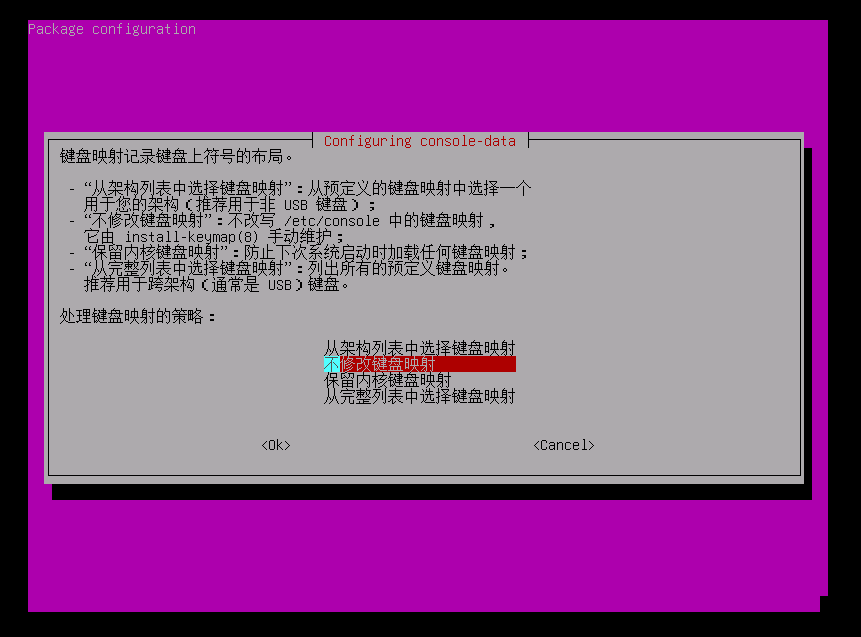 Package configuration
Configuring console-data
键盘映射记录键盘上符号的布局。
- “从架构列表中选择键盘映射”：从预定义的键盘映射中选择一个
用于您的架构（推荐用于非 USB 键盘）；
- “不修改键盘映射”：不改写 /etc/console 中的键盘映射，
它由 install-keymap(8) 手动维护；
- “保留内核键盘映射”：防止下次系统启动时加载任何键盘映射；
- “从完整列表中选择键盘映射”：列出所有的预定义键盘映射。
推荐用于跨架构（通常是 USB）键盘。
处理键盘映射的策略：
从架构列表中选择键盘映射
不修改键盘映射
保留内核键盘映射
从完整列表中选择键盘映射
<Ok> <Cancel>